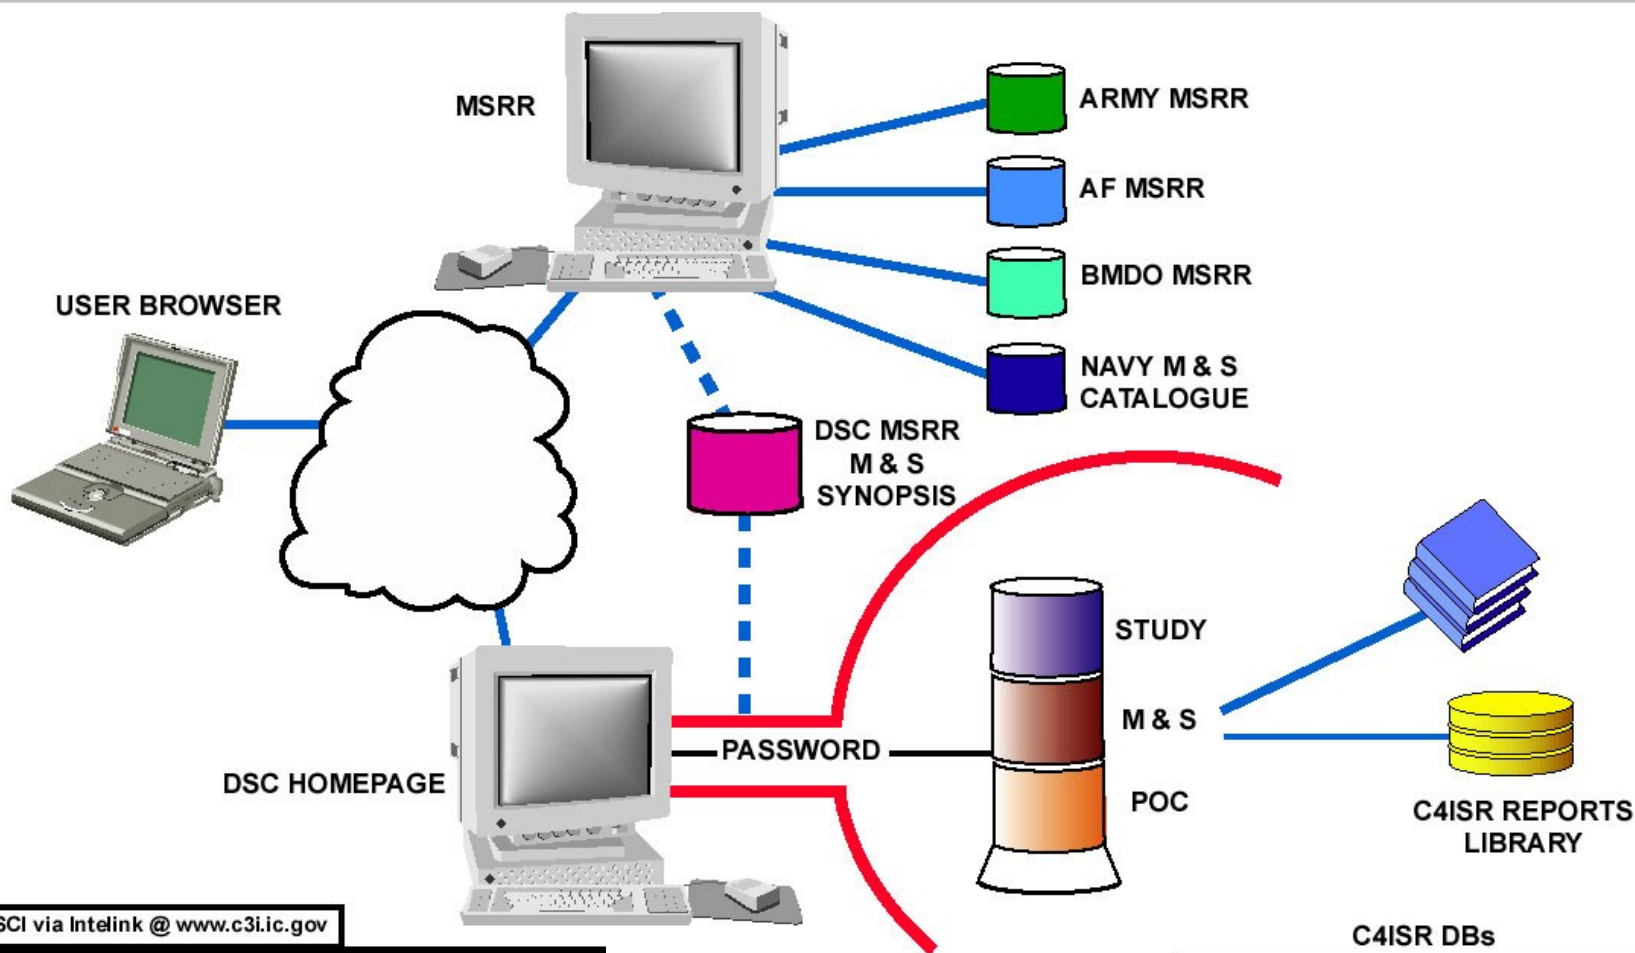 MSRR
ARMY MSRR
AF MSRR
BMDO MSRR
NAVY M & S
CATALOGUE
USER BROWSER
DSC MSRR
M & S
SYNOPSIS
STUDY
M & S
POC
PASSWORD
DSC HOMEPAGE
C4ISR REPORTS
LIBRARY
SCI via Intelink @ www.c3i.ic.gov
C4ISR DBs